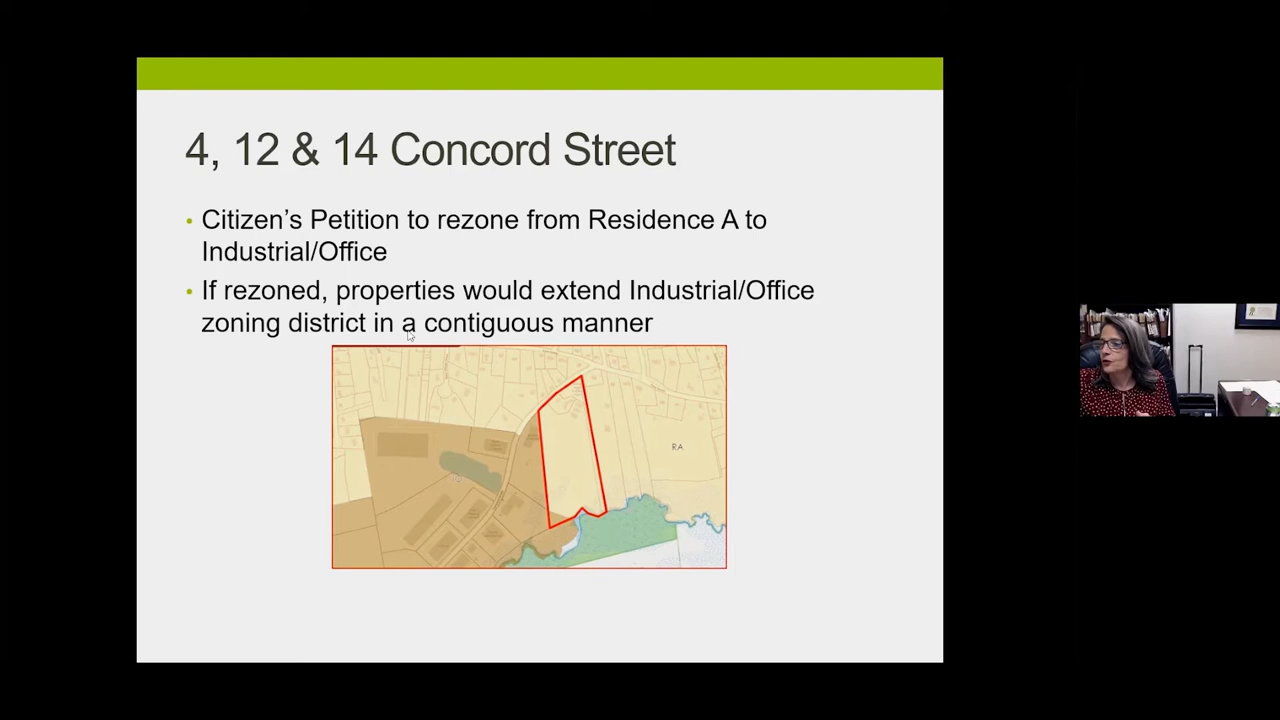 4, 12 & 14 Concord Street
• Citizen’s Petition to rezone from Residence A to
Industrial/Office
• If rezoned, properties would extend Industrial/Office
zoning district in a contiguous manner
RA